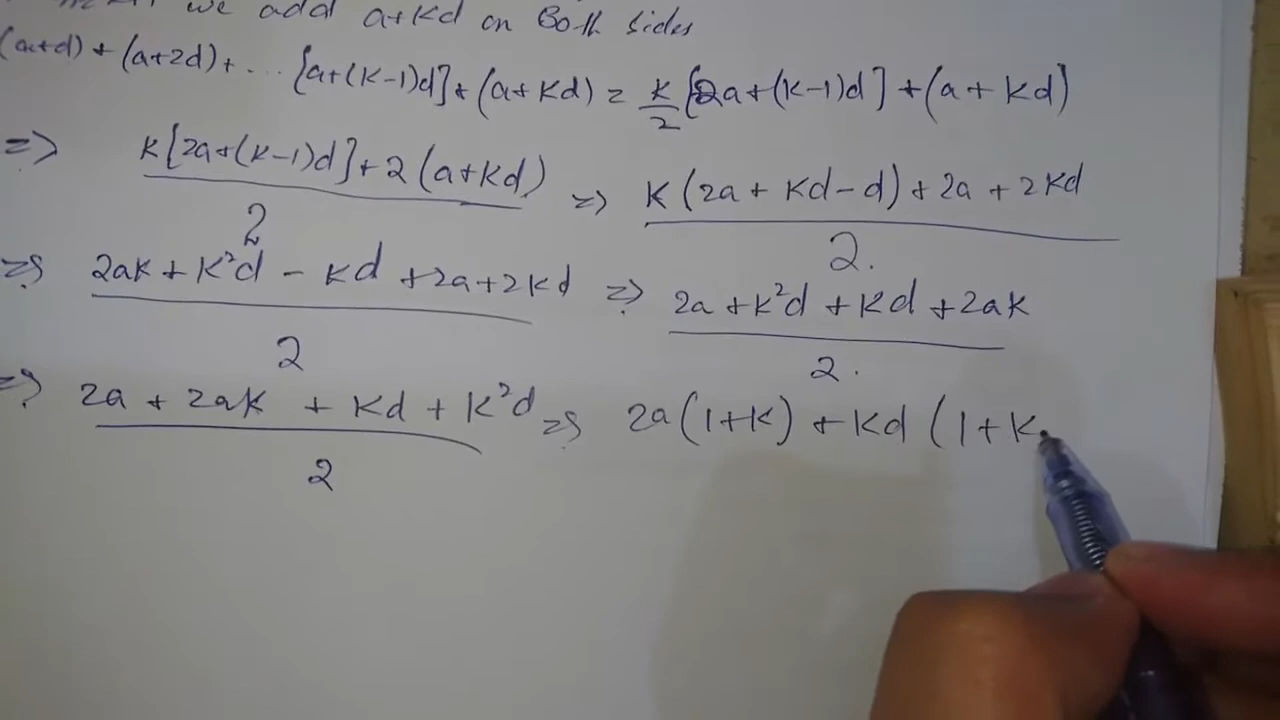 we add a+Kd on Both sides
(a+d) + (a+2d)+ ... [a+(K-1)d] + (a+Kd) = K/2 [2a+(K-1)d] + (a+Kd)
=> K[2a+(K-1)d]+2(a+Kd) / 2 => K(2a+Kd-d)+2a+2Kd / 2.
=> 2aK+K²d-Kd+2a+2Kd / 2 => 2a+K²d+Kd+2aK / 2.
=> 2a+2aK+Kd+K²d / 2 => 2a(1+K)+Kd(1+K